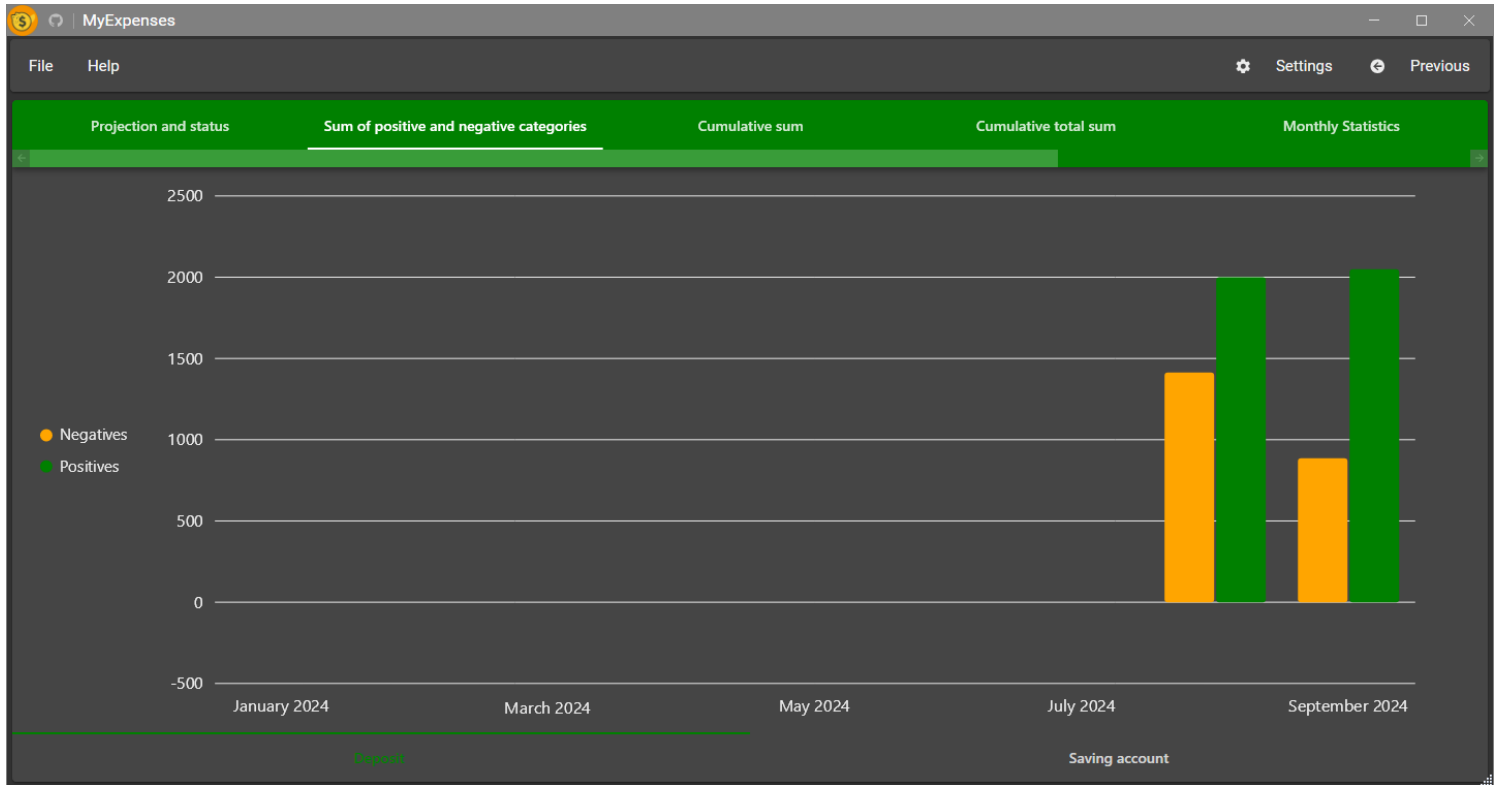 MyExpenses
File Help Settings Previous
Projection and status Sum of positive and negative categories Cumulative sum Cumulative total sum Monthly Statistics
2500
2000
1500
Negatives
1000
Positives
500
0
-500
January 2024 March 2024 May 2024 July 2024 September 2024
Deposit Saving account